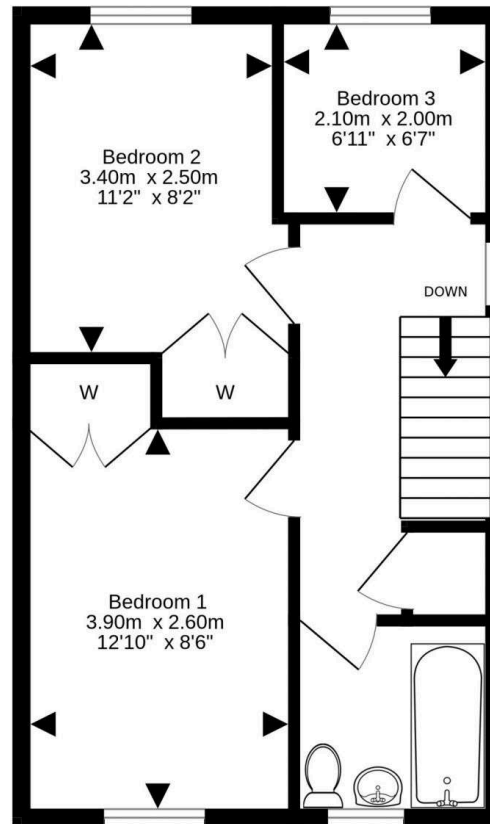 Bedroom 3
2.10m x 2.00m
6'11" x 6'7"
Bedroom 2
3.40m x 2.50m
11'2" x 8'2"
DOWN
W
W
Bedroom 1
3.90m x 2.60m
12'10" x 8'6"